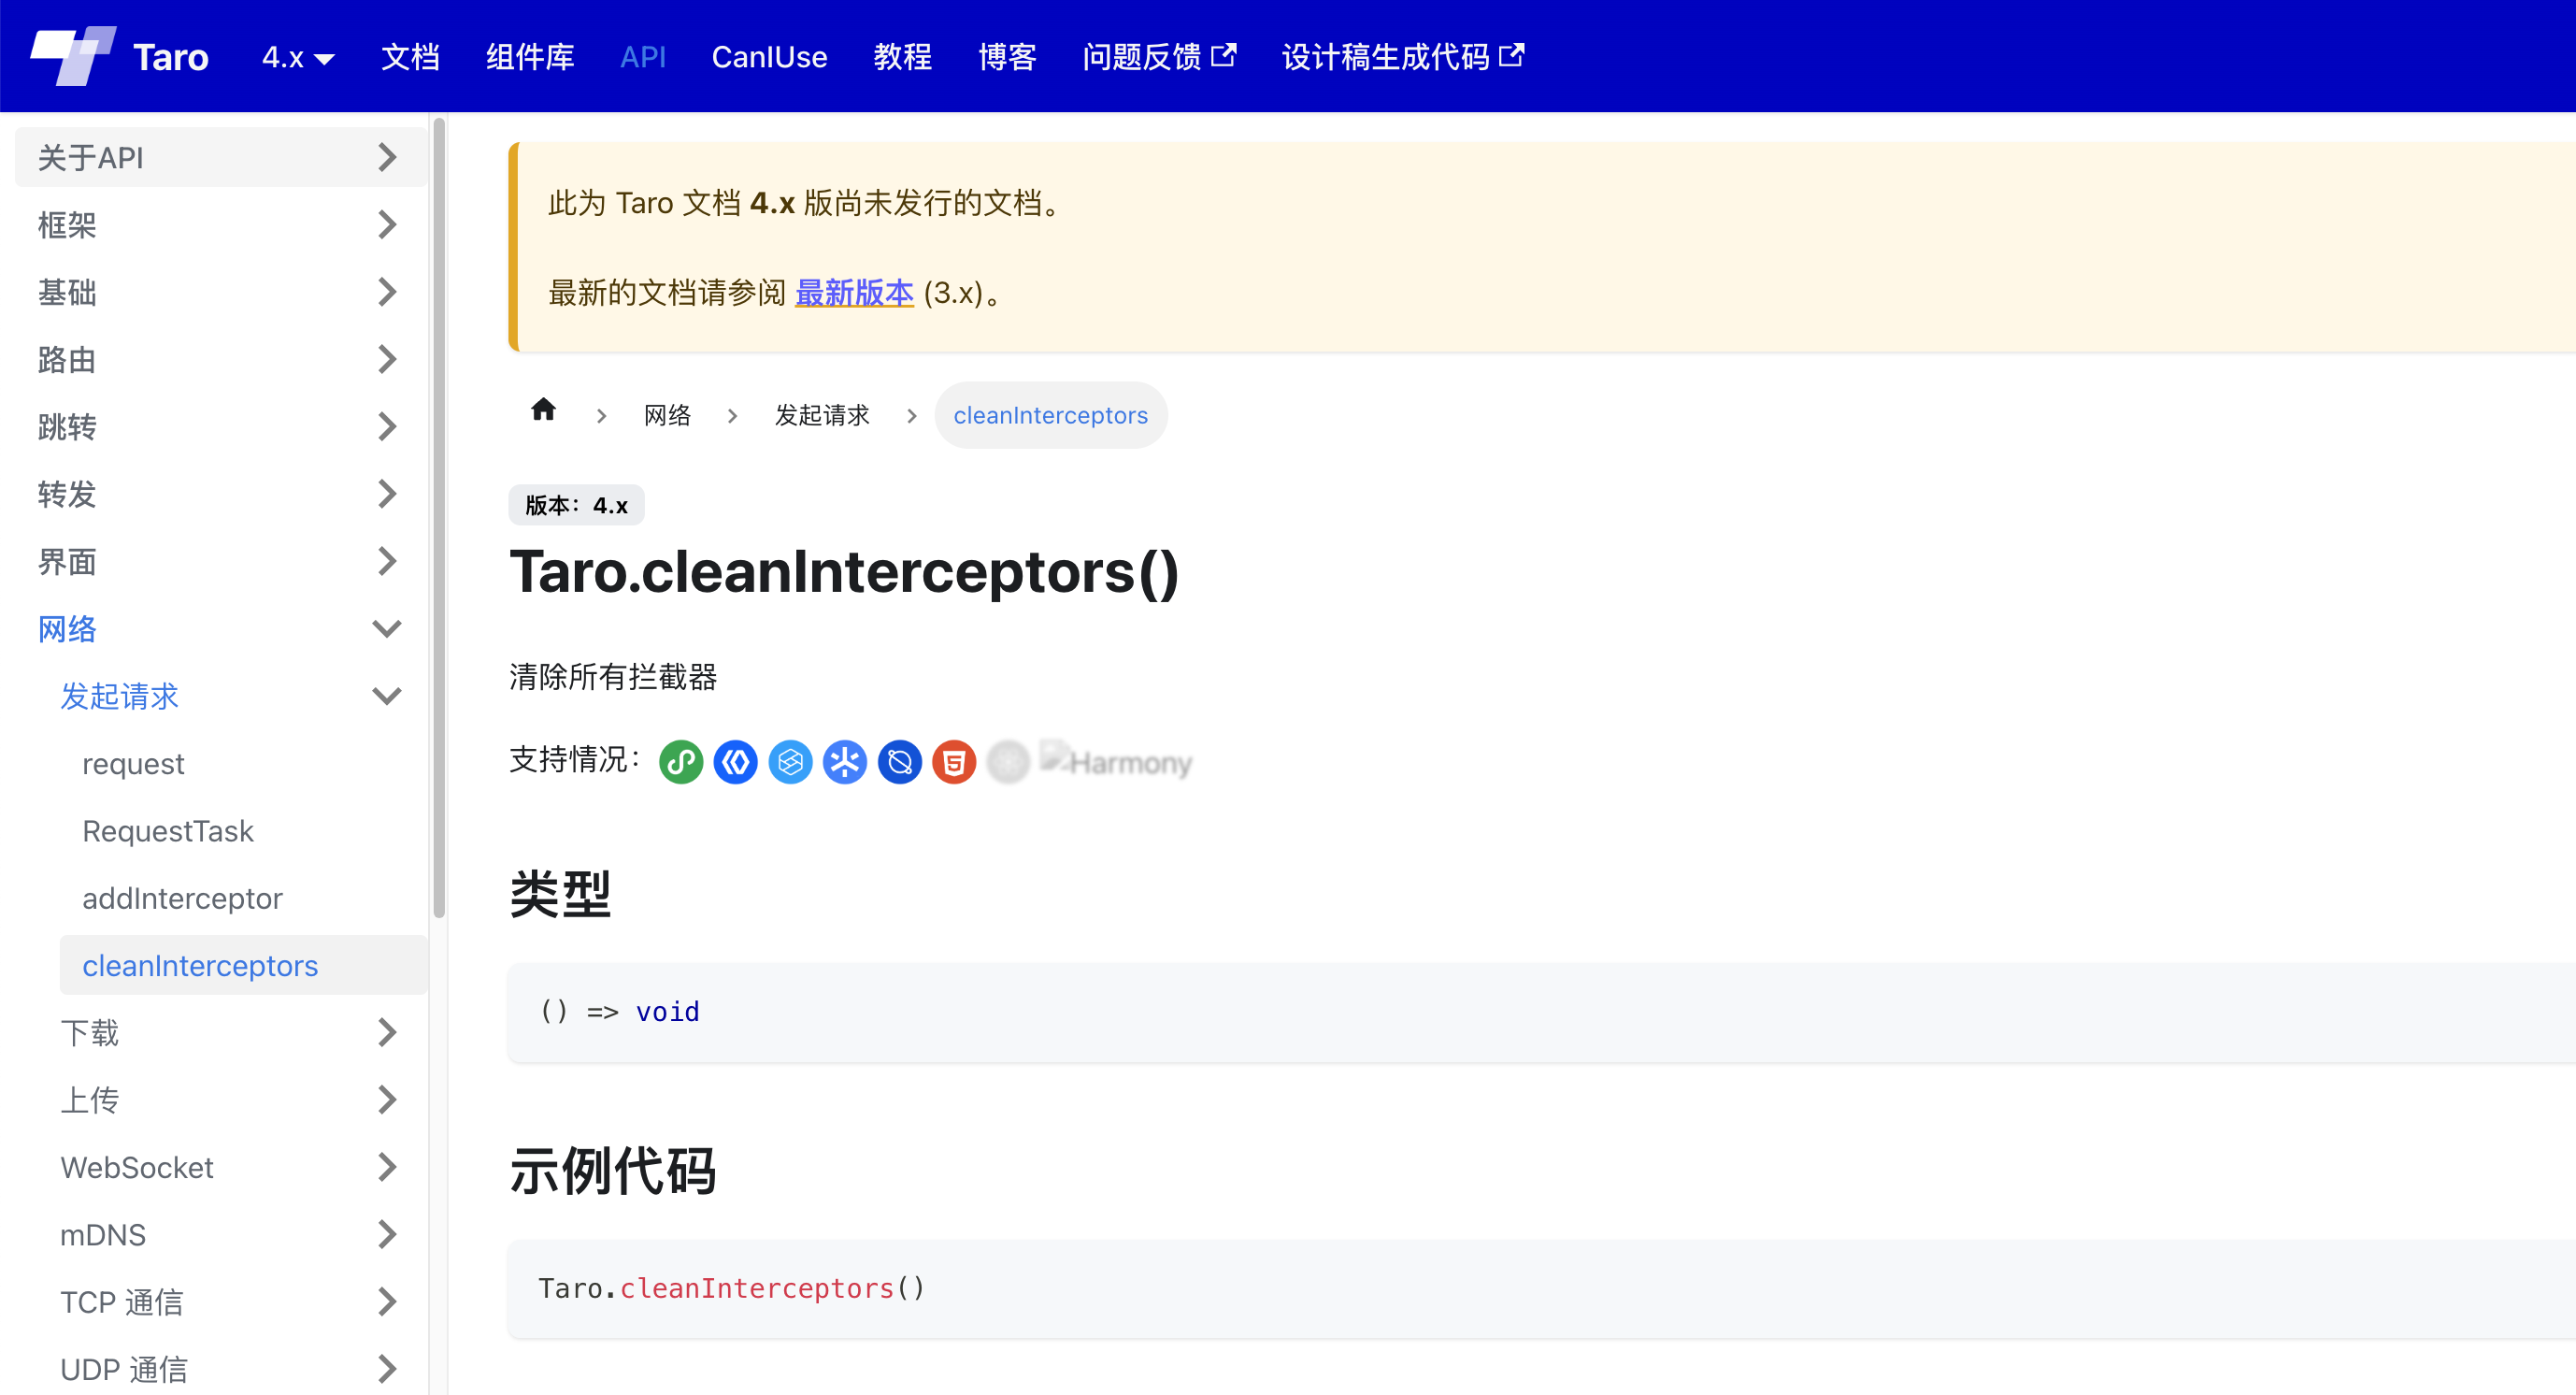 Taro 4.x 文档 组件库 API CanIUse 教程 博客 问题反馈 设计稿生成代码
关于API
框架
基础
路由
跳转
转发
界面
网络
发起请求
request
RequestTask
addInterceptor
cleanInterceptors
下载
上传
WebSocket
mDNS
TCP 通信
UDP 通信
此为 Taro 文档 4.x 版尚未发行的文档。
最新的文档请参阅 最新版本 (3.x)。
网络 发起请求 cleanInterceptors
版本：4.x
Taro.cleanInterceptors()
清除所有拦截器
支持情况： Harmony
类型
() => void
示例代码
Taro.cleanInterceptors()